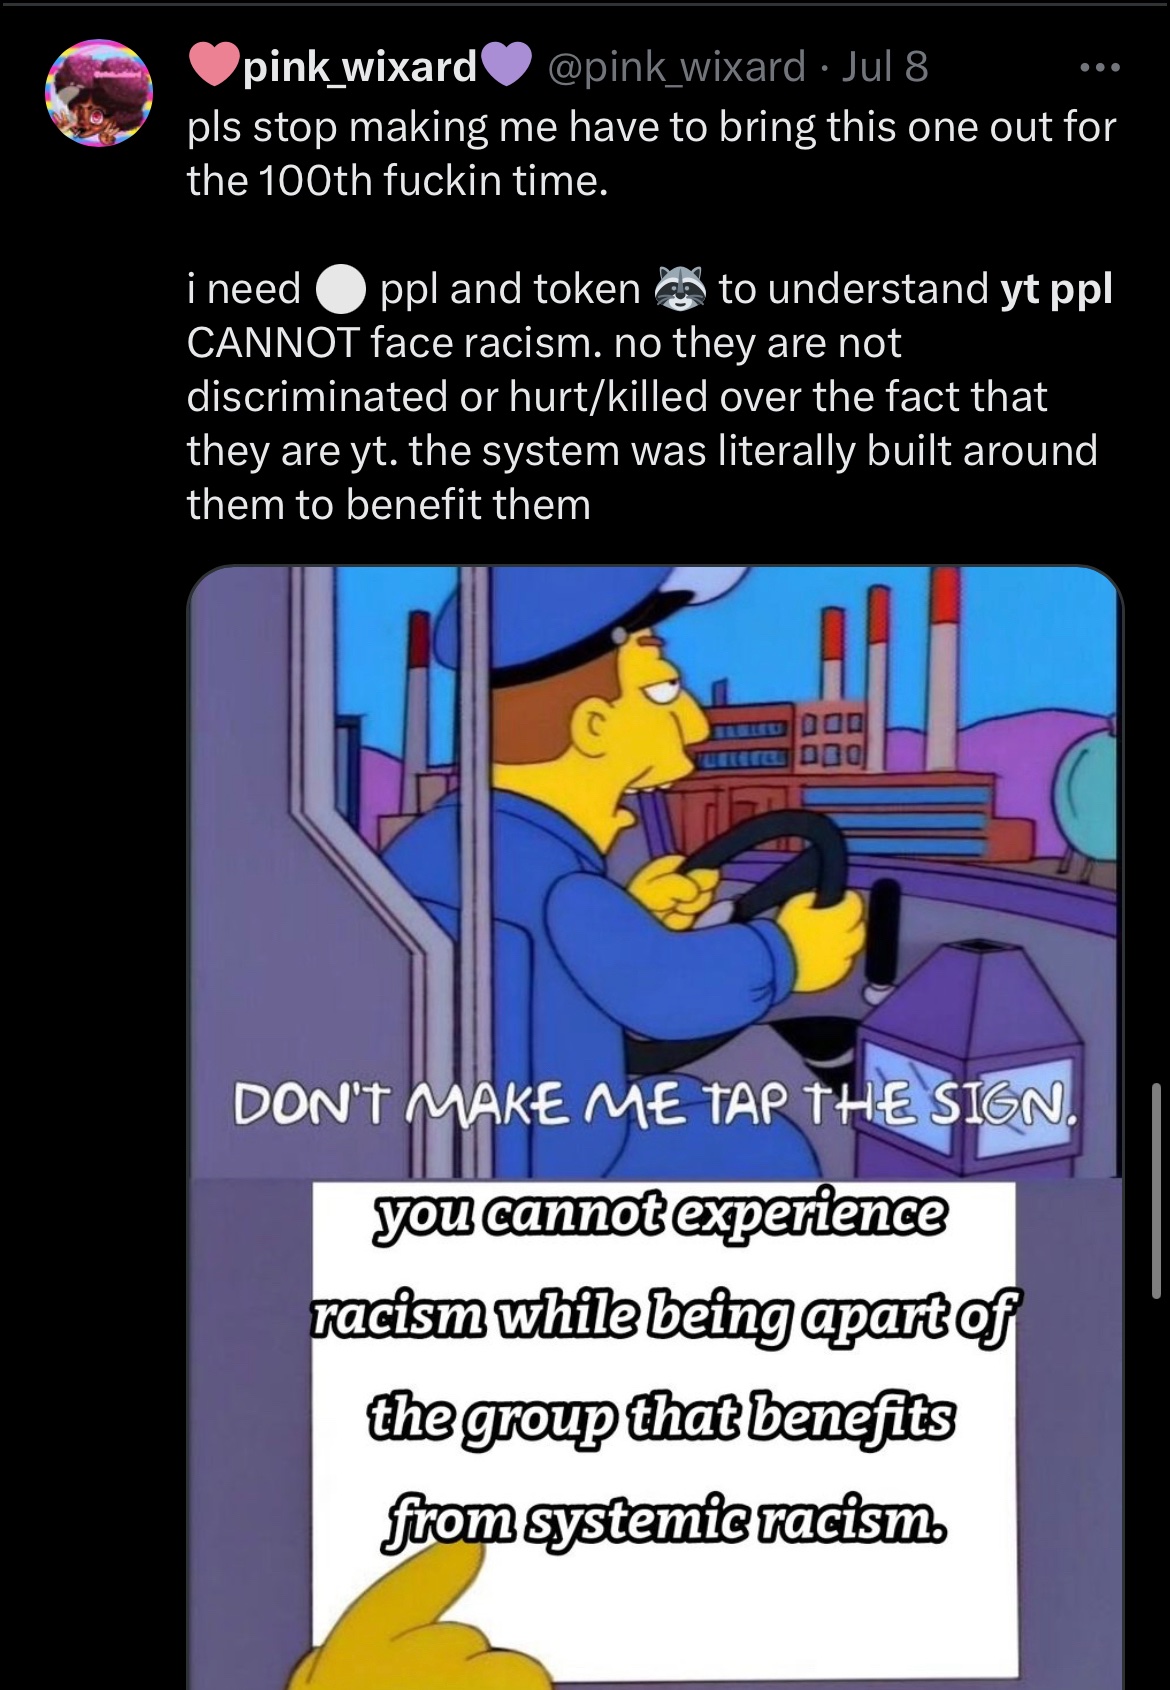 🩷pink_wixard💜 @pink_wixard · Jul 8
pls stop making me have to bring this one out for
the 100th fuckin time.
i need ⚪ ppl and token 🦝 to understand yt ppl
CANNOT face racism. no they are not
discriminated or hurt/killed over the fact that
they are yt. the system was literally built around
them to benefit them
DON'T MAKE ME TAP THE SIGN.
you cannot experience
racism while being apart of
the group that benefits
from systemic racism.